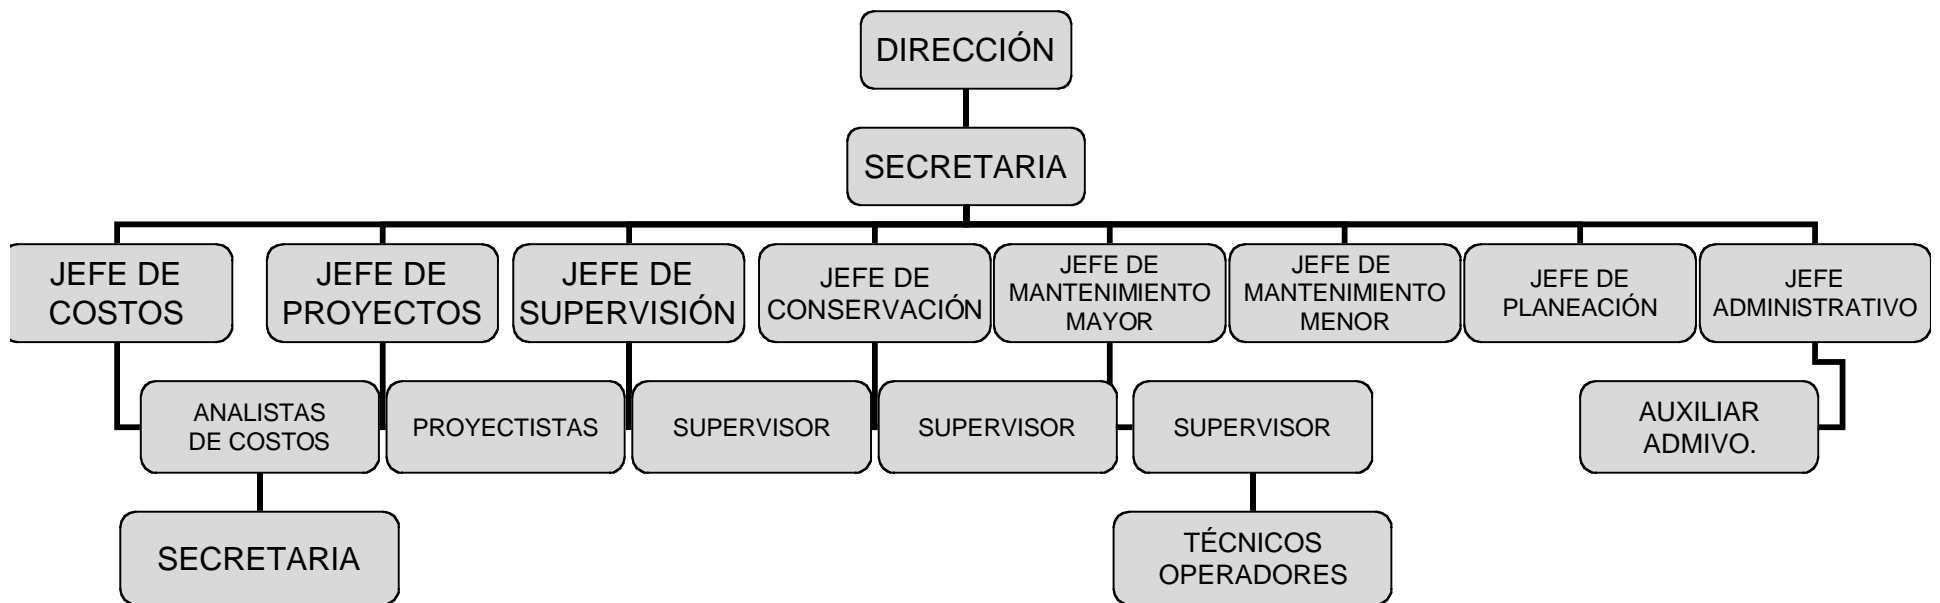 DIRECCIÓN
SECRETARIA
JEFE DE
COSTOS
JEFE DE
PROYECTOS
JEFE DE
SUPERVISIÓN
JEFE DE
CONSERVACIÓN
JEFE DE
MANTENIMIENTO
MAYOR
JEFE DE
MANTENIMIENTO
MENOR
JEFE DE
PLANEACIÓN
JEFE
ADMINISTRATIVO
ANALISTAS
DE COSTOS
PROYECTISTAS
SUPERVISOR
SUPERVISOR
SUPERVISOR
AUXILIAR
ADMIVO.
SECRETARIA
TÉCNICOS
OPERADORES